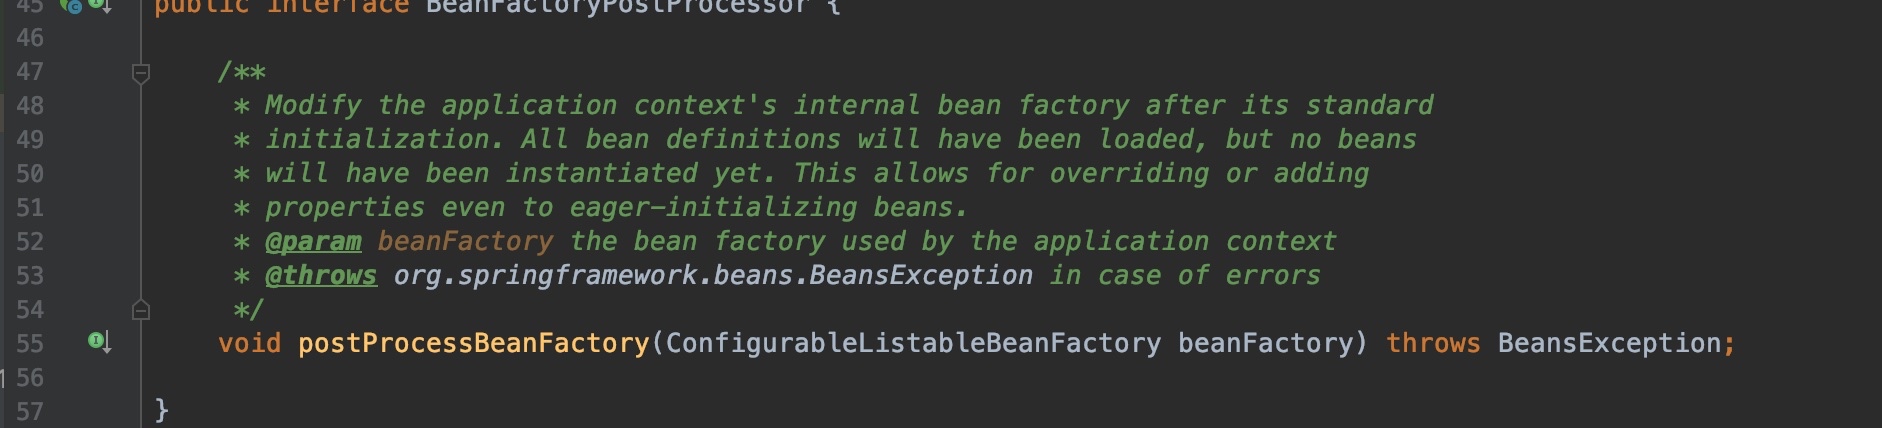 45 public interface BeanFactoryPostProcessor {
46
47 /**
48 * Modify the application context's internal bean factory after its standard
49 * initialization. All bean definitions will have been loaded, but no beans
50 * will have been instantiated yet. This allows for overriding or adding
51 * properties even to eager-initializing beans.
52 * @param beanFactory the bean factory used by the application context
53 * @throws org.springframework.beans.BeansException in case of errors
54 */
55 void postProcessBeanFactory(ConfigurableListableBeanFactory beanFactory) throws BeansException;
56
57 }